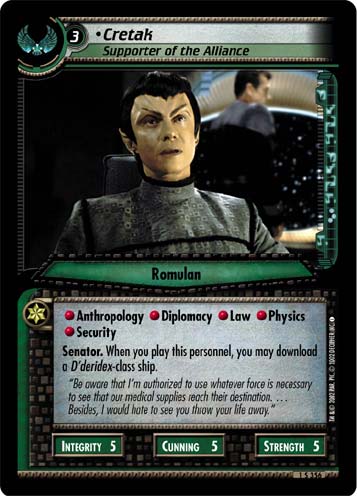 3
• Cretak
Supporter of the Alliance
Romulan
• Anthropology • Diplomacy • Law • Physics
• Security
Senator. When you play this personnel, you may download
a D'deridex-class ship.
"Be aware that I'm authorized to use whatever force is necessary
to see that our medical supplies reach their destination. …
Besides, I would hate to see you throw your life away."
INTEGRITY 5 CUNNING 5 STRENGTH 5
1 S 356